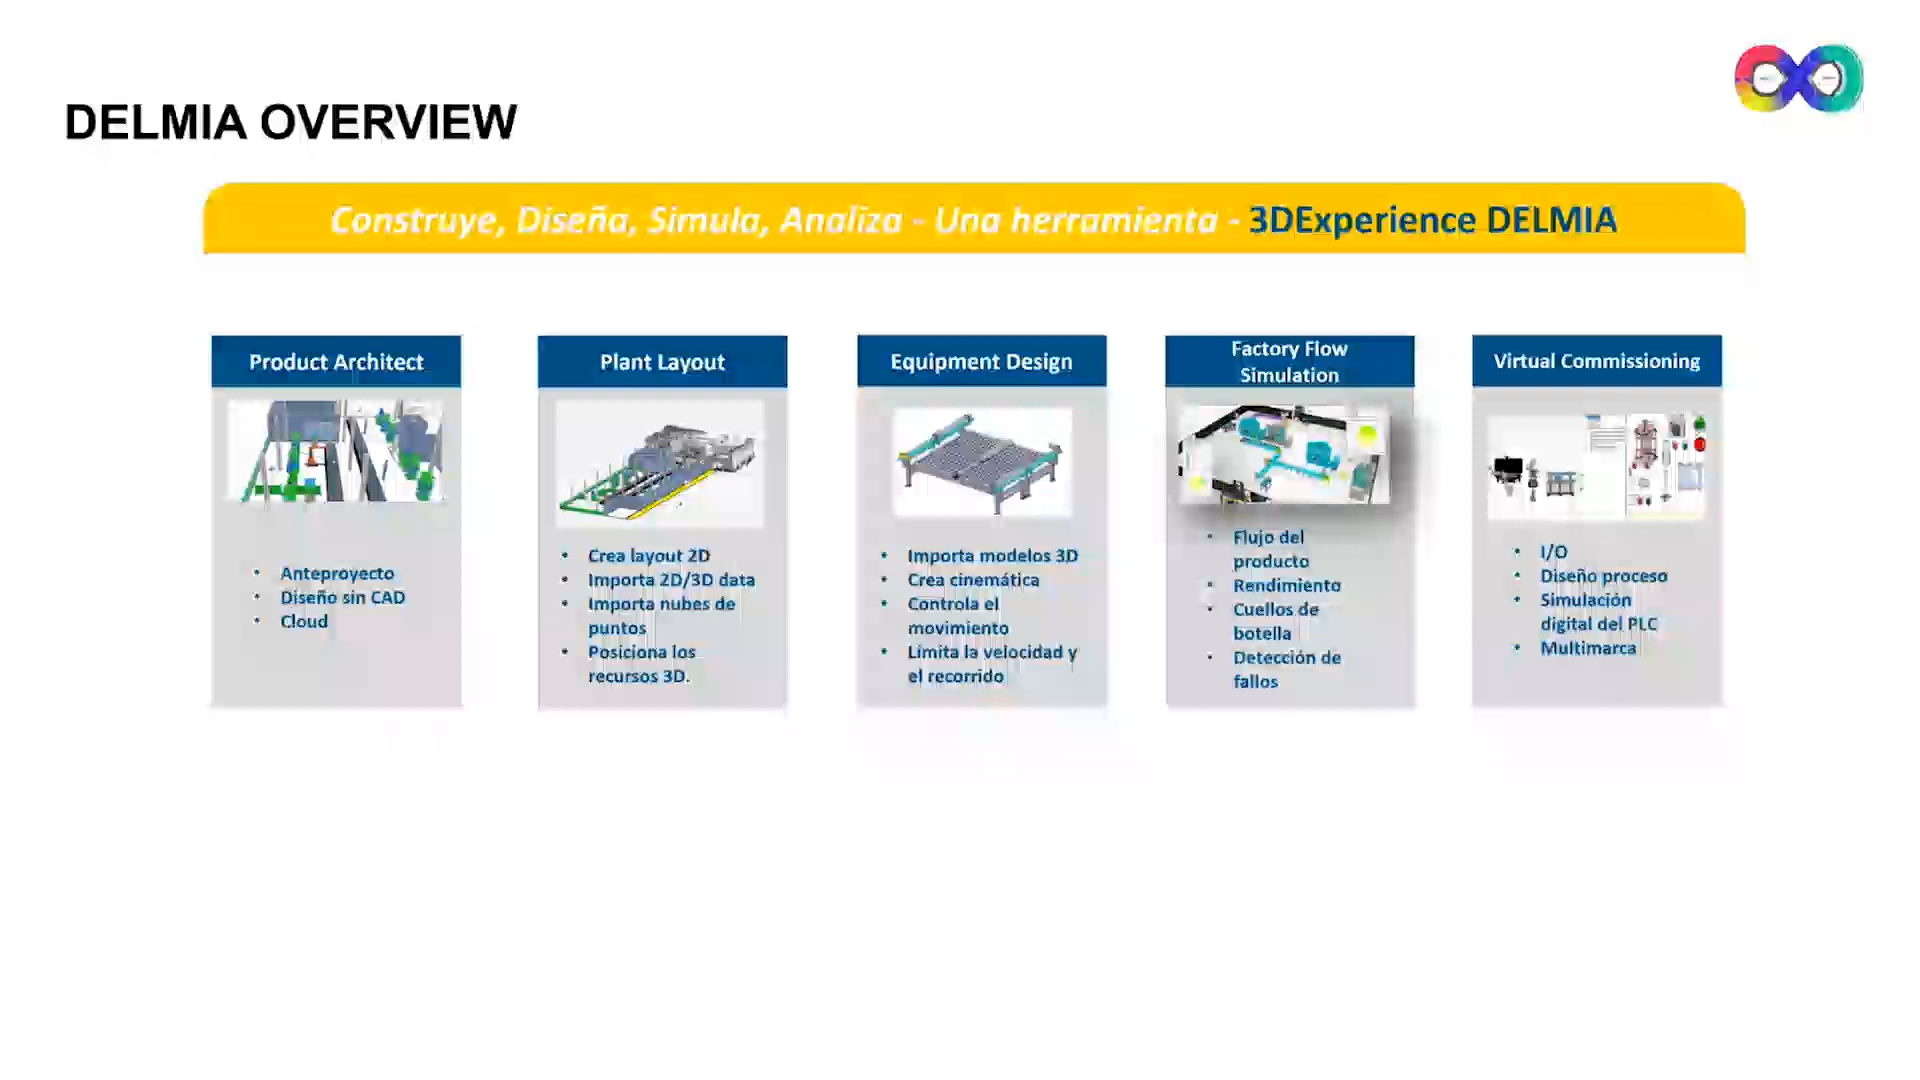 DELMIA OVERVIEW
Construye, Diseña, Simula, Analiza - Una herramienta - 3DExperience DELMIA
Product Architect
• Anteproyecto
• Diseño sin CAD
• Cloud
Plant Layout
• Crea layout 2D
• Importa 2D/3D data
• Importa nubes de
puntos
• Posiciona los
recursos 3D.
Equipment Design
• Importa modelos 3D
• Crea cinemática
• Controla el
movimiento
• Limita la velocidad y
el recorrido
Factory Flow
Simulation
• Flujo del
producto
• Rendimiento
• Cuellos de
botella
• Detección de
fallos
Virtual Commissioning
• I/O
• Diseño proceso
• Simulación
digital del PLC
• Multimarca